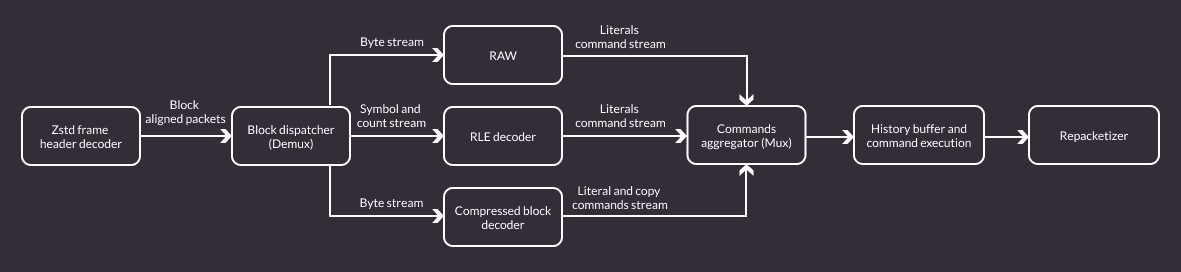 Zstd frame
header decoder
Block
aligned packets
Block dispatcher
(Demux)
Byte stream
RAW
Literals
command stream
Symbol and
count stream
RLE decoder
Literals
command stream
Byte stream
Compressed block
decoder
Literal and copy
commands stream
Commands
aggregator (Mux)
History buffer and
command execution
Repacketizer